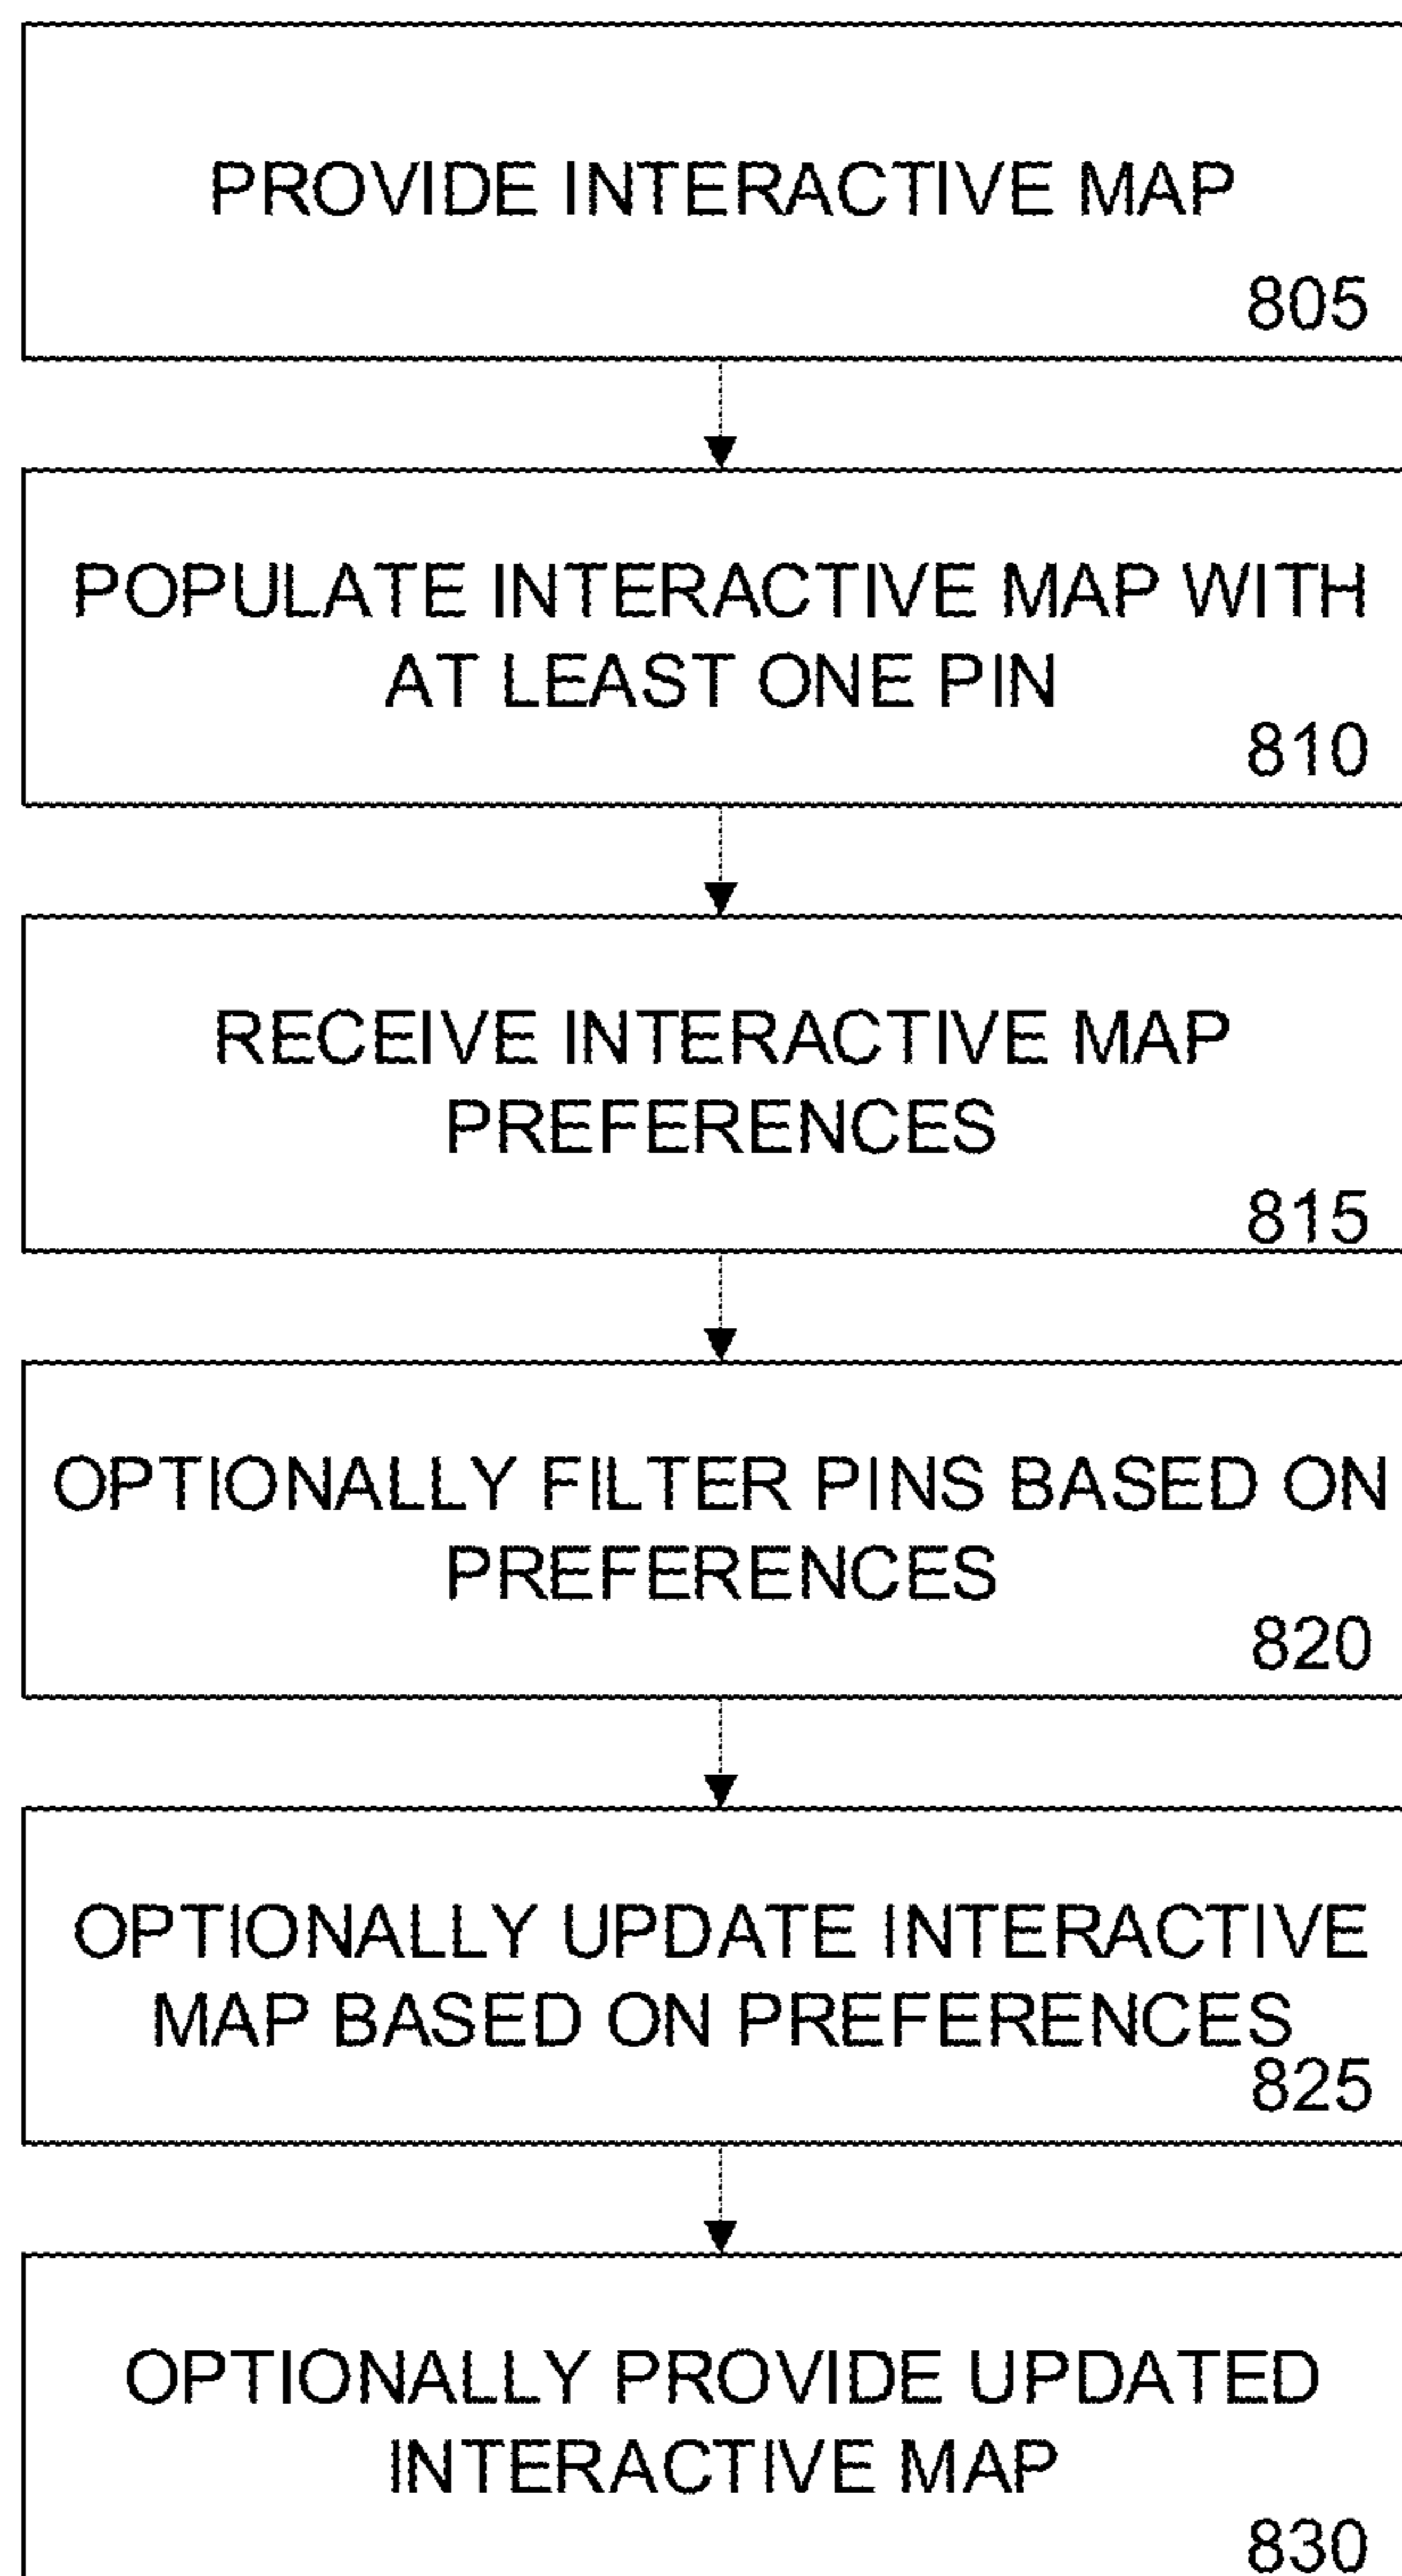 PROVIDE INTERACTIVE MAP
805
POPULATE INTERACTIVE MAP WITH
AT LEAST ONE PIN
810
RECEIVE INTERACTIVE MAP
PREFERENCES
815
OPTIONALLY FILTER PINS BASED ON
PREFERENCES
820
OPTIONALLY UPDATE INTERACTIVE
MAP BASED ON PREFERENCES
825
OPTIONALLY PROVIDE UPDATED
INTERACTIVE MAP
830